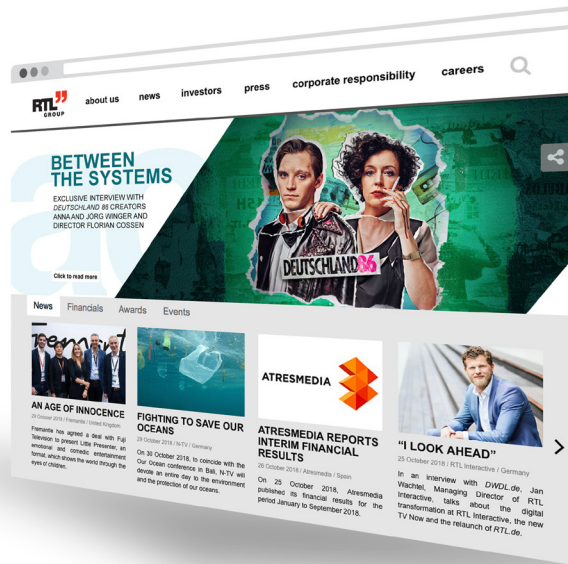 RTL
GROUP
about us
news
investors
press
corporate responsibility
careers
BETWEEN
THE SYSTEMS
EXCLUSIVE INTERVIEW WITH
DEUTSCHLAND 86 CREATORS
ANNA AND JÖRG WINGER AND
DIRECTOR FLORIAN COSSEN
Click to read more
DEUTSCHLAND86
News
Financials
Awards
Events
AN AGE OF INNOCENCE
29 October 2018 / Fremantle / United Kingdom
Fremantle has agreed a deal with Fuji
Television to present Little Presenter, an
emotional and comedic entertainment
format, which shows the world through the
eyes of children.
FIGHTING TO SAVE OUR
OCEANS
29 October 2018 / N-TV / Germany
On 30 October 2018, to coincide with the
Our Ocean conference in Bali, N-TV will
devote an entire day to the environment
and the protection of our oceans.
ATRESMEDIA
ATRESMEDIA REPORTS
INTERIM FINANCIAL
RESULTS
26 October 2018 / Atresmedia / Spain
On 25 October 2018, Atresmedia
published its financial results for the
period January to September 2018.
“I LOOK AHEAD”
25 October 2018 / RTL Interactive / Germany
In an interview with DWDL.de, Jan
Wachtel, Managing Director of RTL
Interactive, talks about the digital
transformation at RTL Interactive, the new
TV Now and the relaunch of RTL.de.